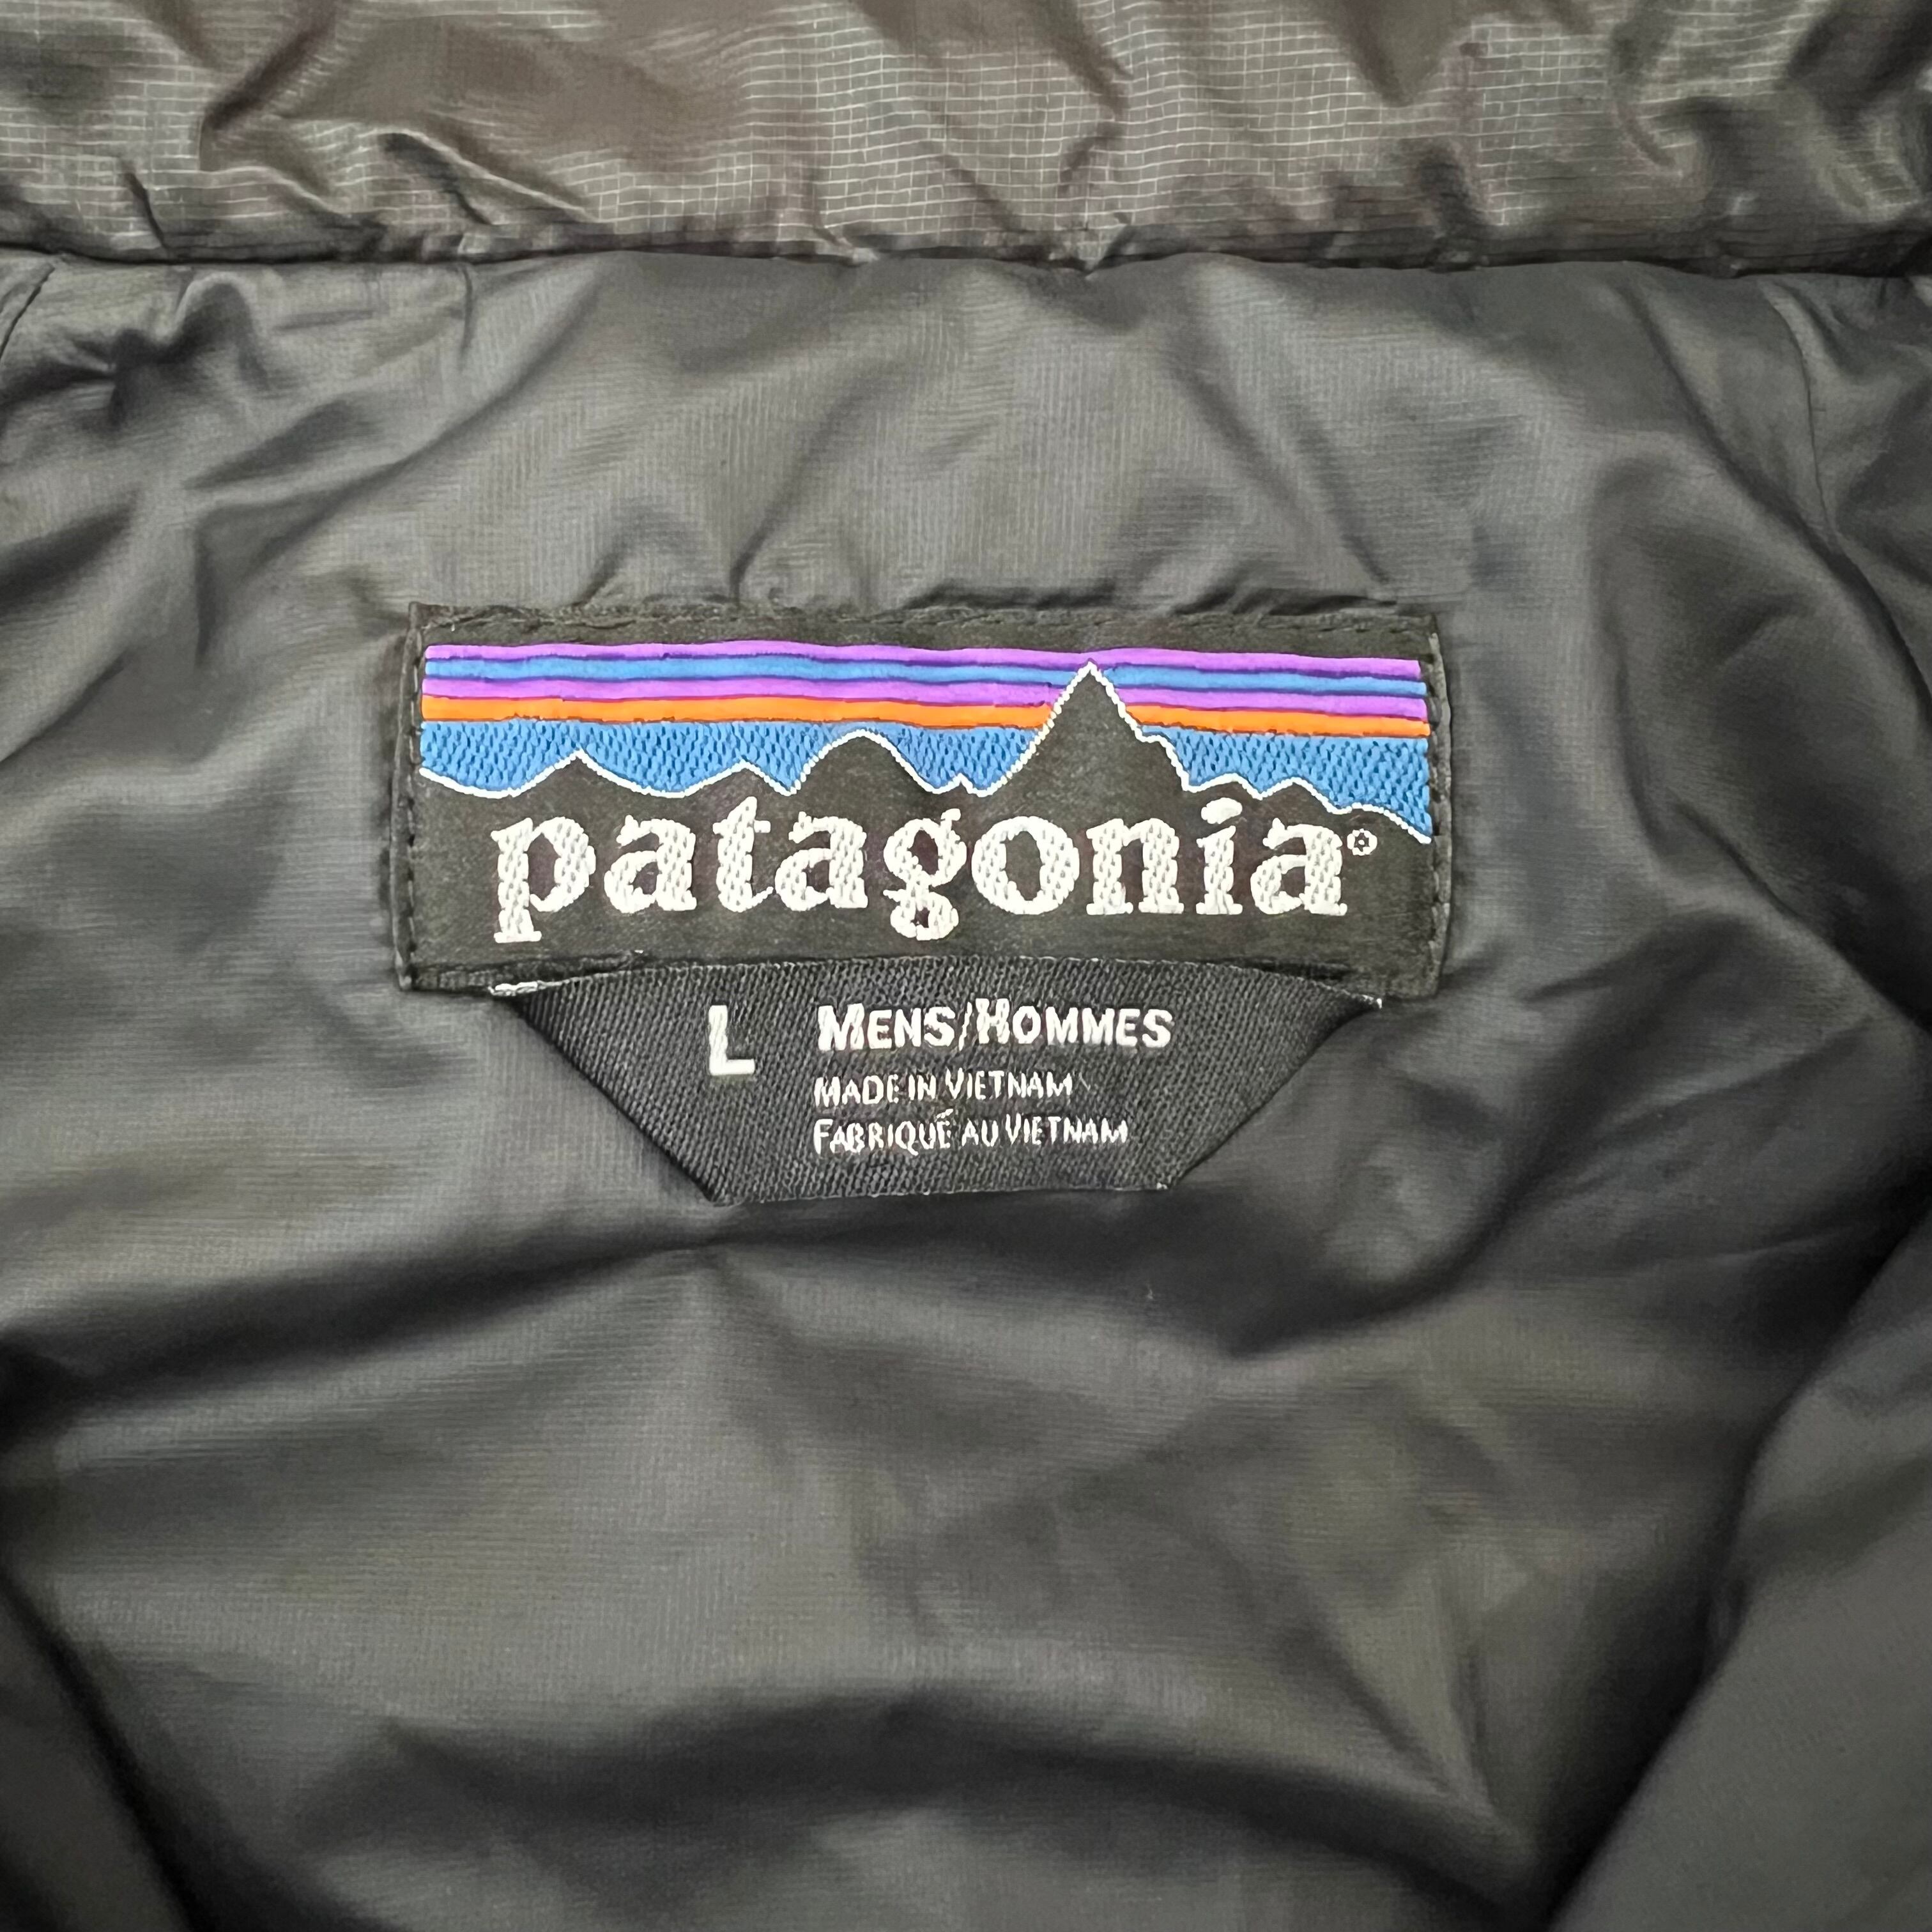 patagonia®
L MENS/HOMMES
MADE IN VIETNAM
FABRIQUÉ AU VIETNAM